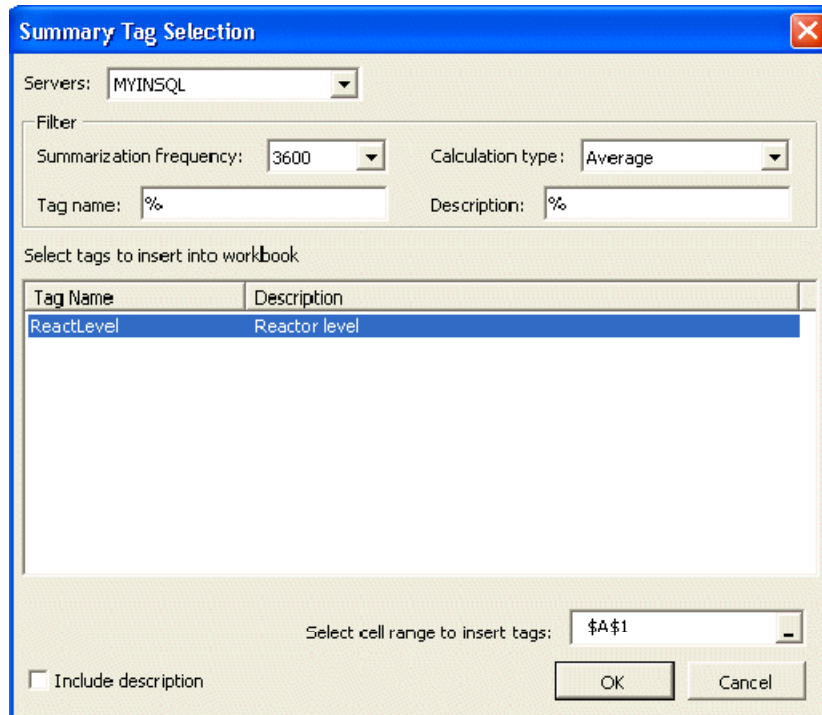 Summary Tag Selection
Servers: MYINSQL
Filter
Summarization frequency: 3600 Calculation type: Average
Tag name: % Description: %
Select tags to insert into workbook
Tag Name Description
ReactLevel Reactor level
Select cell range to insert tags: $A$1
Include description OK Cancel